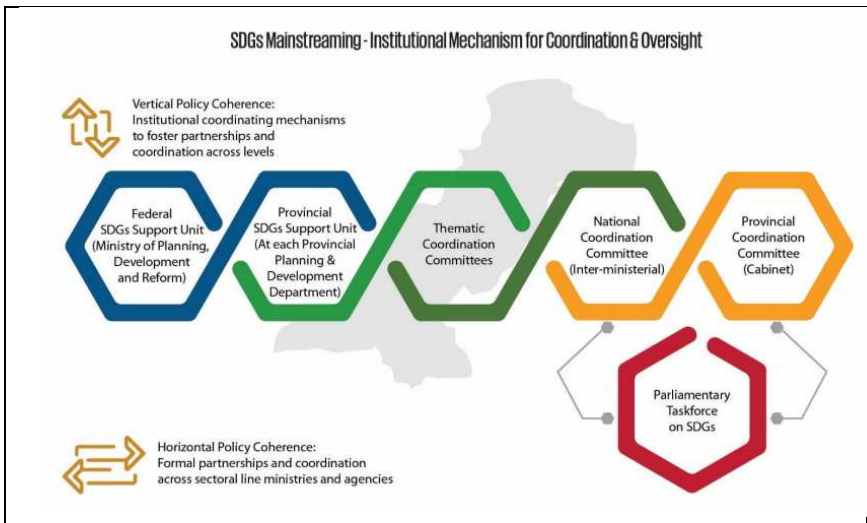 SDGs Mainstreaming - Institutional Mechanism for Coordination & Oversight
Vertical Policy Coherence:
Institutional coordinating mechanisms
to foster partnerships and
coordination across levels
Federal
SDGs Support Unit
(Ministry of Planning,
Development
and Reform)
Provincial
SDGs Support Unit
(At each Provincial
Planning &
Development
Department)
Thematic
Coordination
Committees
National
Coordination
Committee
(Inter-ministerial)
Provincial
Coordination
Committee
(Cabinet)
Parliamentary
Taskforce
on SDGs
Horizontal Policy Coherence:
Formal partnerships and coordination
across sectoral line ministries and agencies